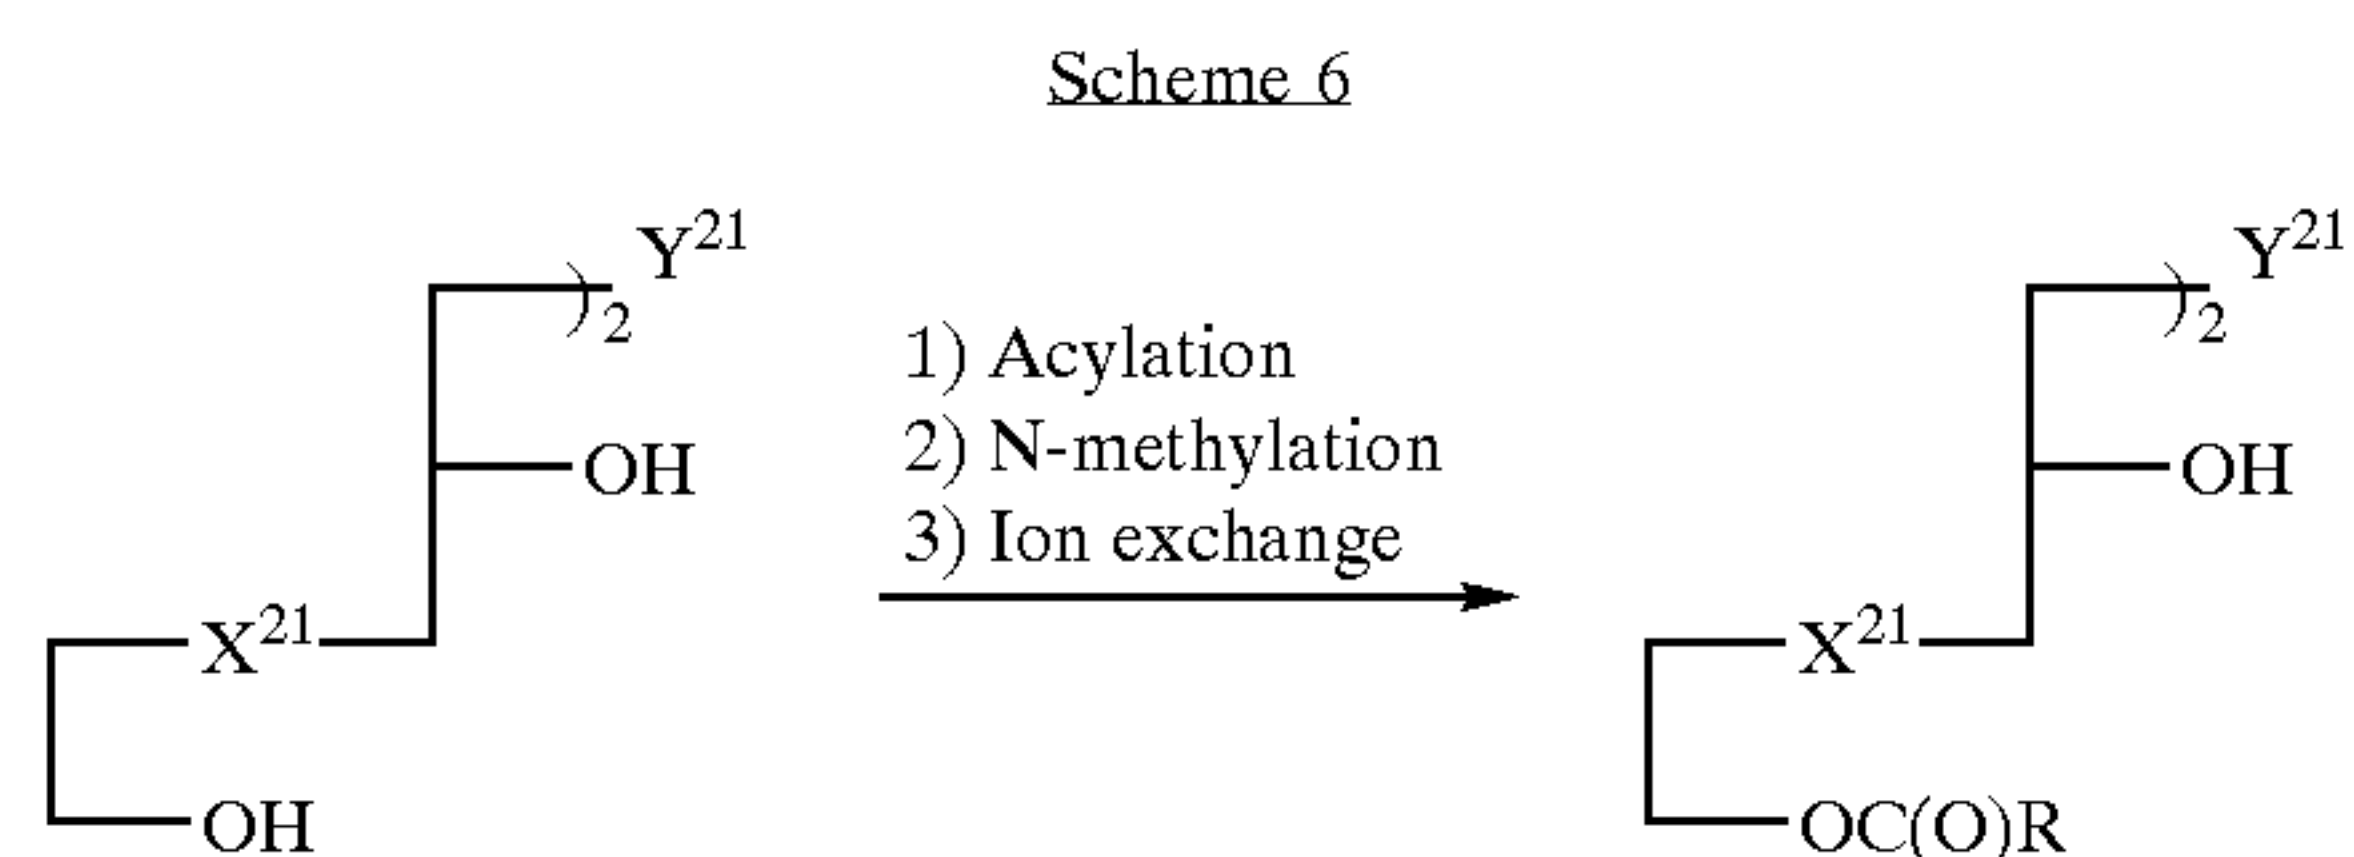 Scheme 6
Y21
)2
OH
X21
OH
1) Acylation
2) N-methylation
3) Ion exchange
Y21
)2
OH
X21
OC(O)R